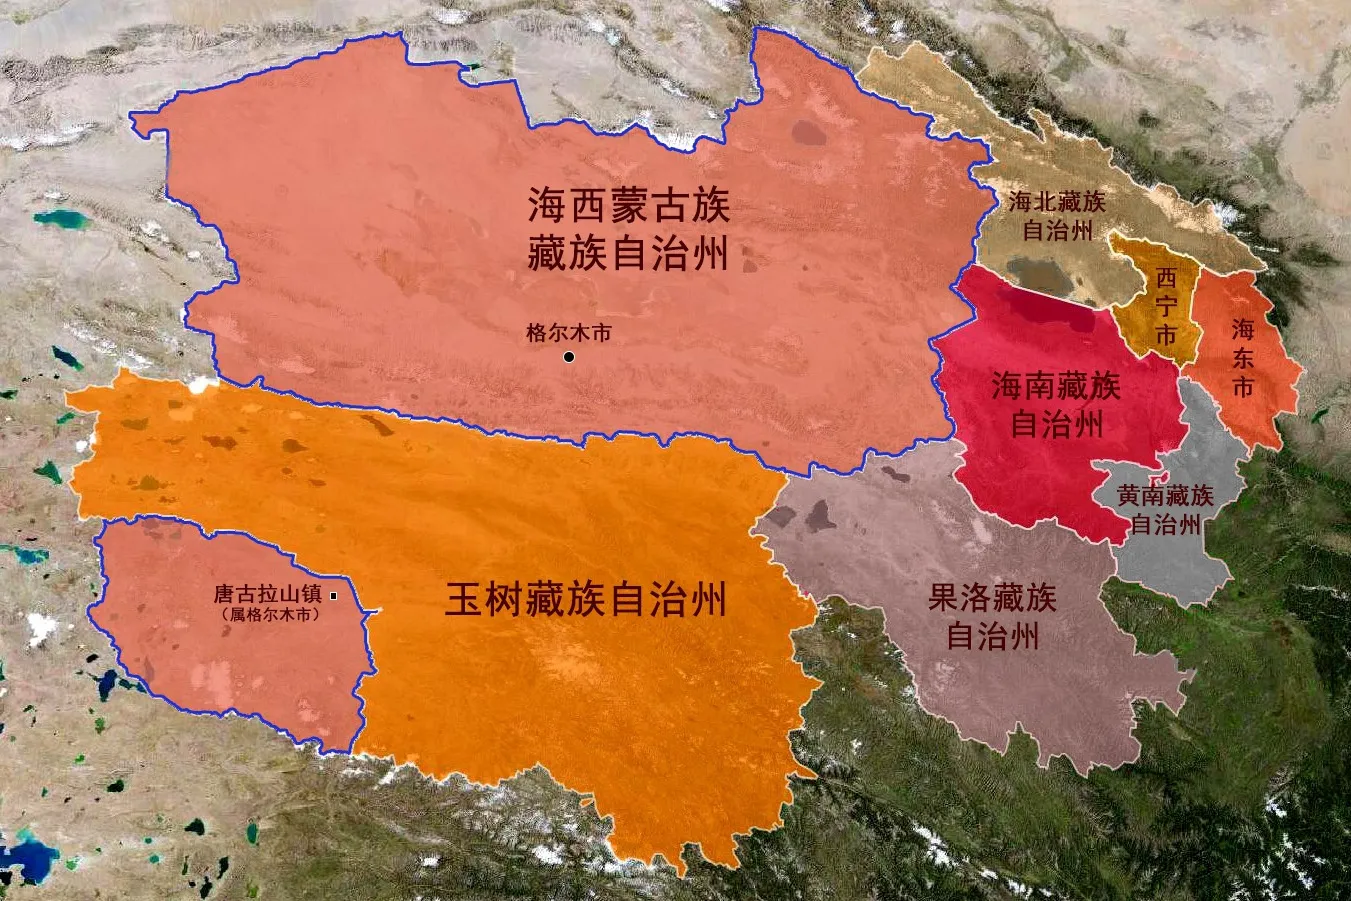 海西蒙古族
藏族自治州
格尔木市
海北藏族
自治州
西
宁
市
海
东
市
海南藏族
自治州
黄南藏族
自治州
果洛藏族
自治州
玉树藏族自治州
唐古拉山镇
（属格尔木市）